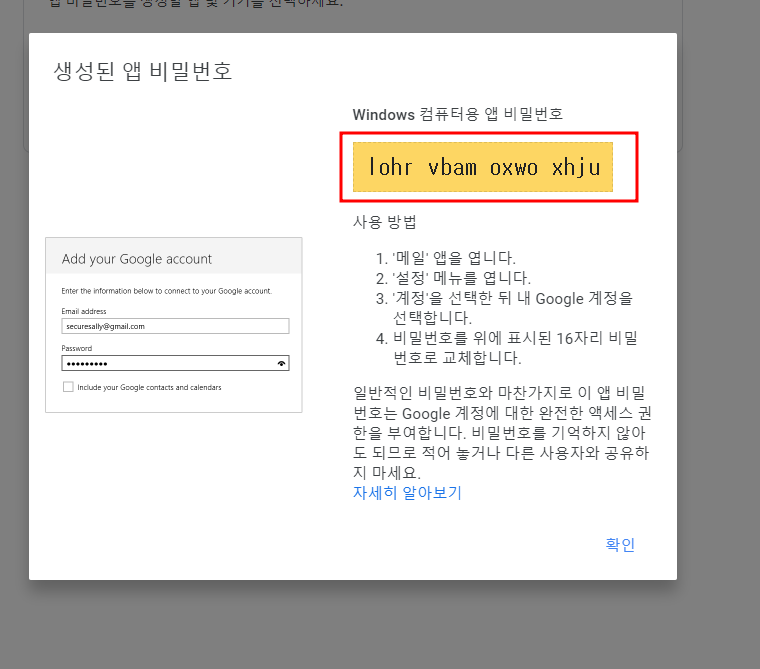 앱 비밀번호를 생성할 앱 및 기기를 선택하세요.
생성된 앱 비밀번호
Windows 컴퓨터용 앱 비밀번호
lohr vbam oxwo xhju
사용 방법
1. '메일' 앱을 엽니다.
2. '설정' 메뉴를 엽니다.
3. '계정'을 선택한 뒤 내 Google 계정을
선택합니다.
4. 비밀번호를 위에 표시된 16자리 비밀
번호로 교체합니다.
일반적인 비밀번호와 마찬가지로 이 앱 비밀
번호는 Google 계정에 대한 완전한 액세스 권
한을 부여합니다. 비밀번호를 기억하지 않아
도 되므로 적어 놓거나 다른 사용자와 공유하
지 마세요.
자세히 알아보기
Add your Google account
Enter the information below to connect to your Google account.
Email address
securesally@gmail.com
Password
•••••••••
Include your Google contacts and calendars
확인